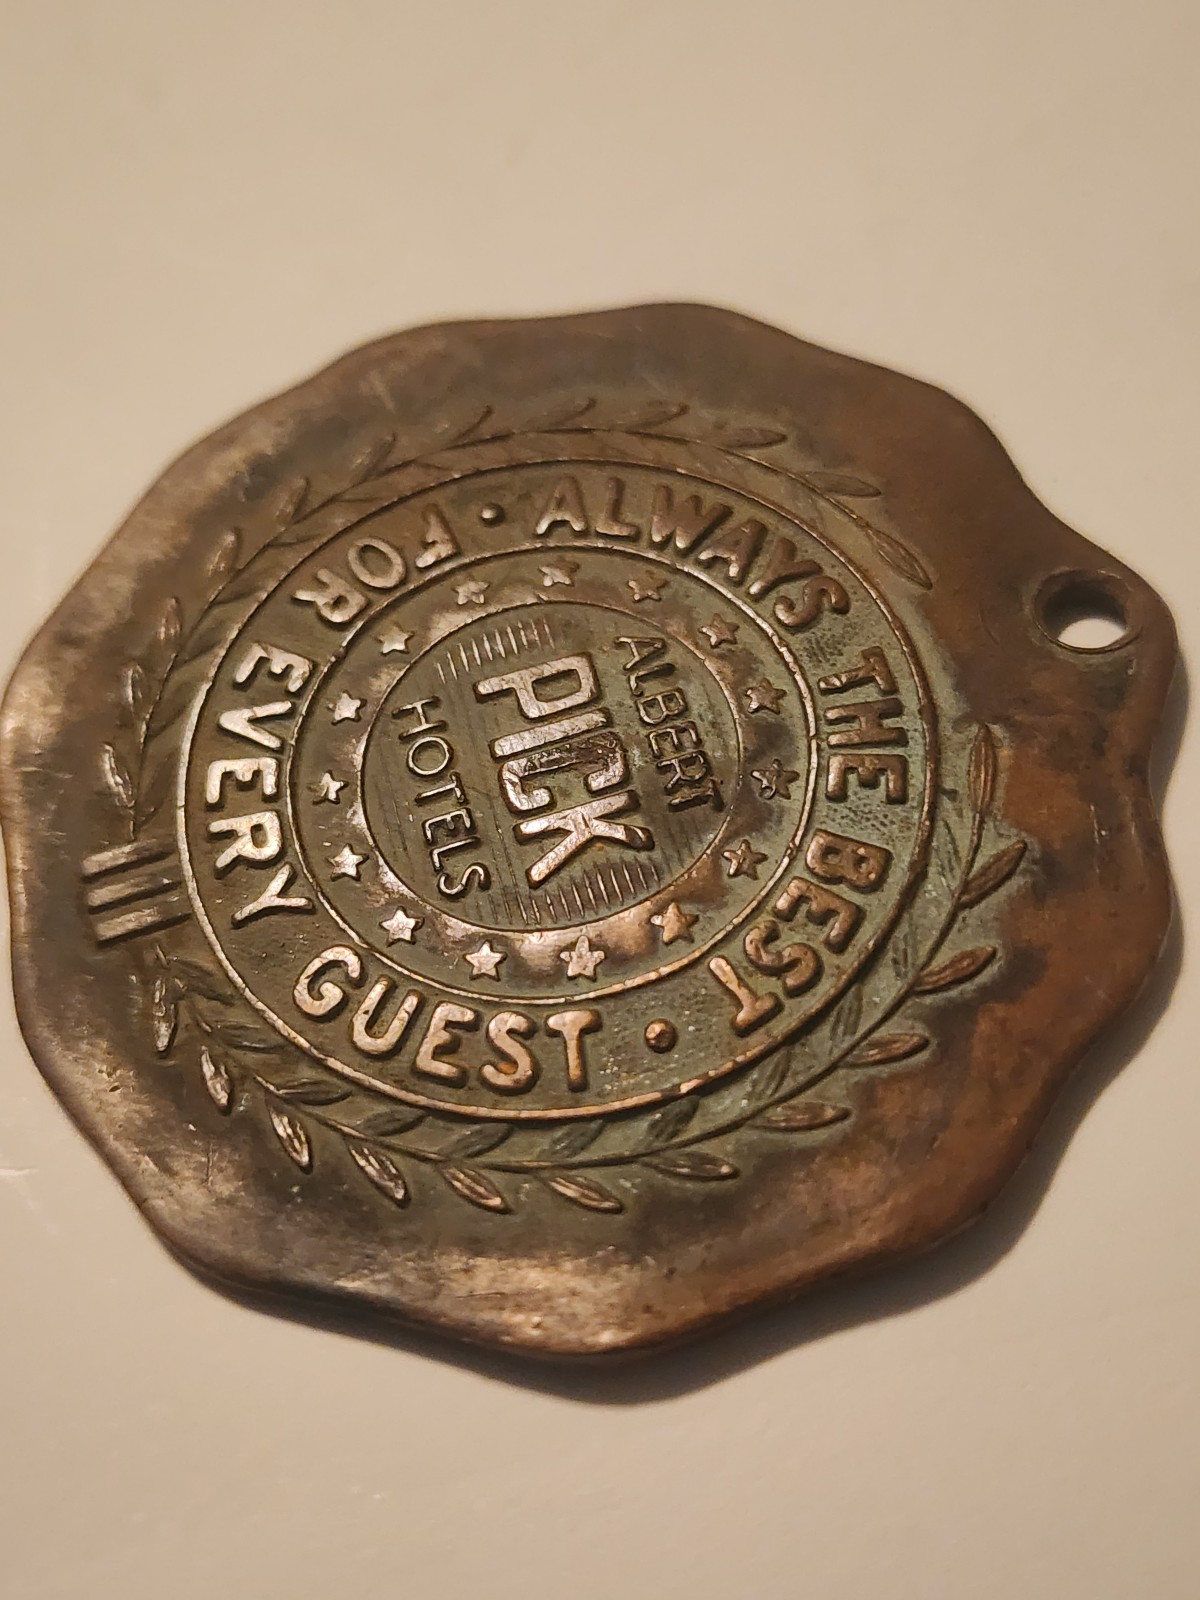 ALWAYS THE BEST · FOR EVERY GUEST ·
ALBERT
PICK
HOTELS